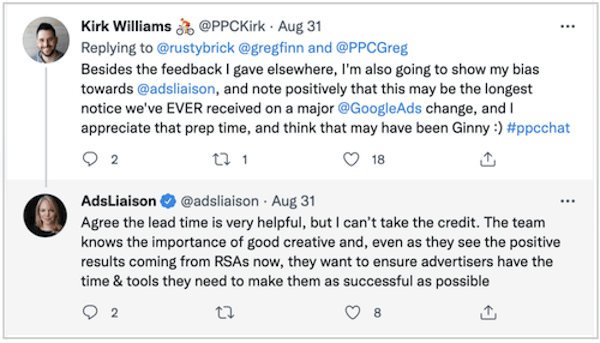 Kirk Williams 🚴 @PPCKirk · Aug 31
Replying to @rustybrick @gregfinn and @PPCGreg
Besides the feedback I gave elsewhere, I'm also going to show my bias
towards @adsliaison, and note positively that this may be the longest
notice we've EVER received on a major @GoogleAds change, and I
appreciate that prep time, and think that may have been Ginny :) #ppcchat
2 1 18
AdsLiaison @adsliaison · Aug 31
Agree the lead time is very helpful, but I can't take the credit. The team
knows the importance of good creative and, even as they see the positive
results coming from RSAs now, they want to ensure advertisers have the
time & tools they need to make them as successful as possible
2 8